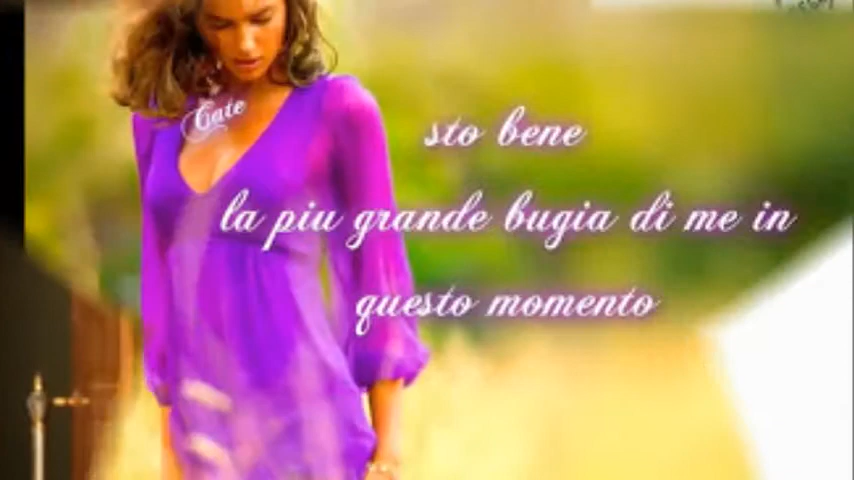 Cate
sto bene
la piu grande bugia di me in
questo momento